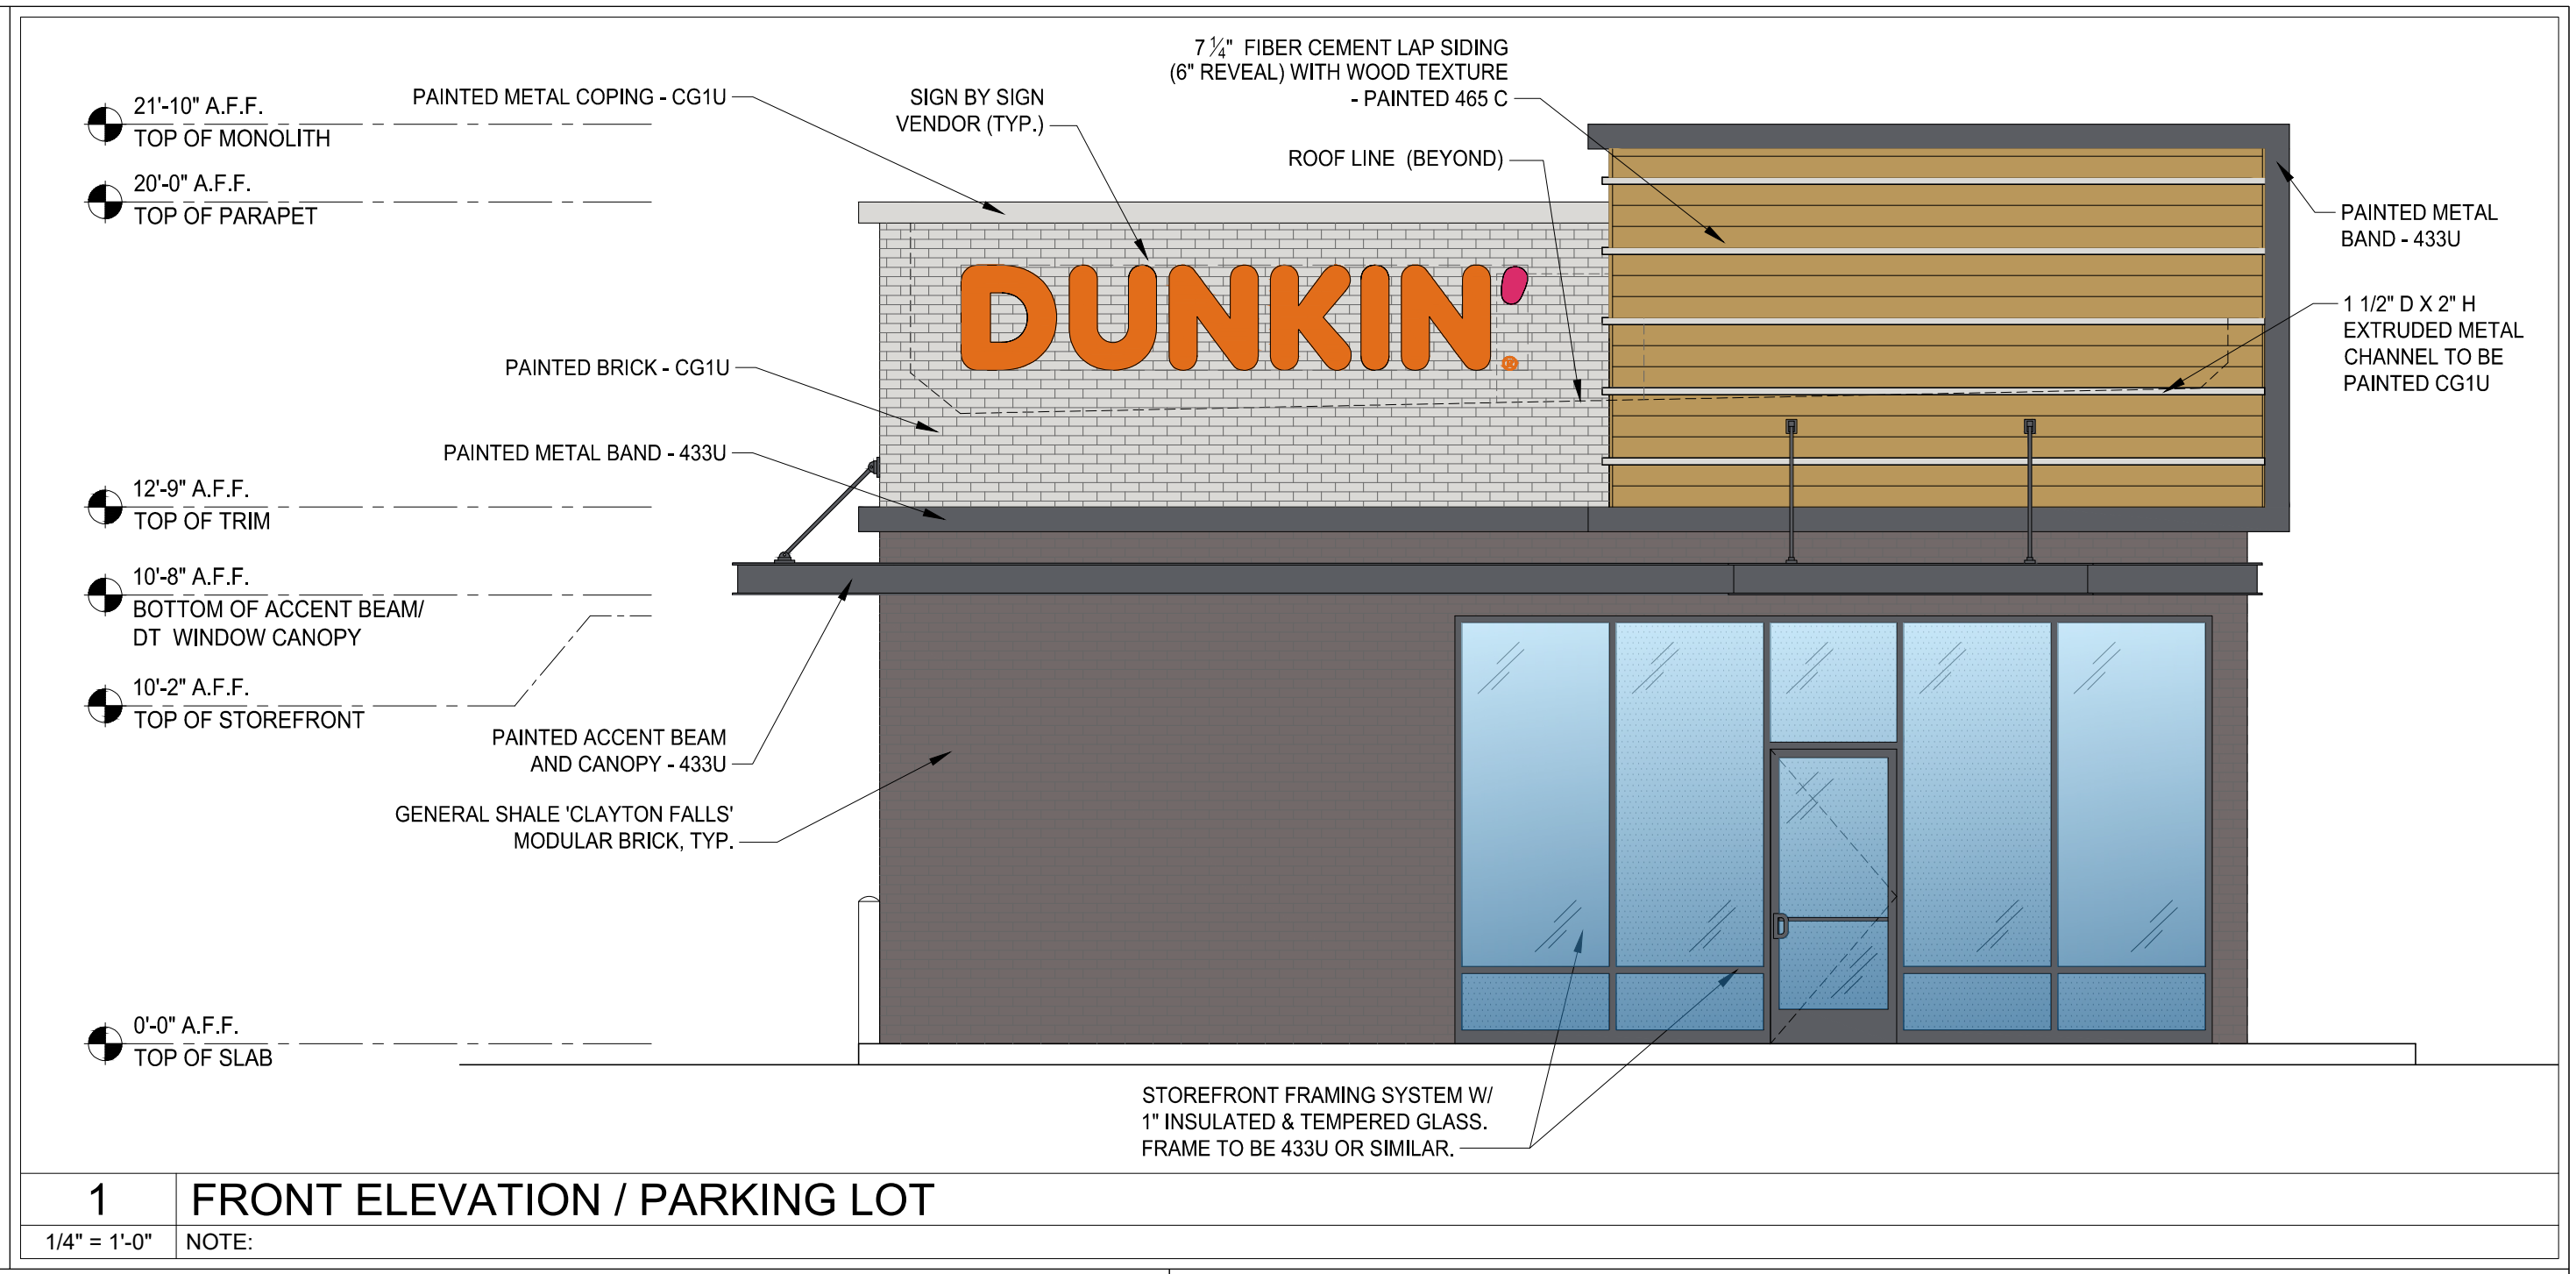 7 1/4" FIBER CEMENT LAP SIDING
(6" REVEAL) WITH WOOD TEXTURE
- PAINTED 465 C
21'-10" A.F.F.
TOP OF MONOLITH
PAINTED METAL COPING - CG1U
SIGN BY SIGN
VENDOR (TYP.)
ROOF LINE (BEYOND)
20'-0" A.F.F.
TOP OF PARAPET
PAINTED METAL
BAND - 433U
DUNKIN'
1 1/2" D X 2" H
EXTRUDED METAL
CHANNEL TO BE
PAINTED CG1U
PAINTED BRICK - CG1U
PAINTED METAL BAND - 433U
12'-9" A.F.F.
TOP OF TRIM
10'-8" A.F.F.
BOTTOM OF ACCENT BEAM/
DT WINDOW CANOPY
10'-2" A.F.F.
TOP OF STOREFRONT
PAINTED ACCENT BEAM
AND CANOPY - 433U
GENERAL SHALE 'CLAYTON FALLS'
MODULAR BRICK, TYP.
0'-0" A.F.F.
TOP OF SLAB
STOREFRONT FRAMING SYSTEM W/
1" INSULATED & TEMPERED GLASS.
FRAME TO BE 433U OR SIMILAR.
1 FRONT ELEVATION / PARKING LOT
1/4" = 1'-0" NOTE: